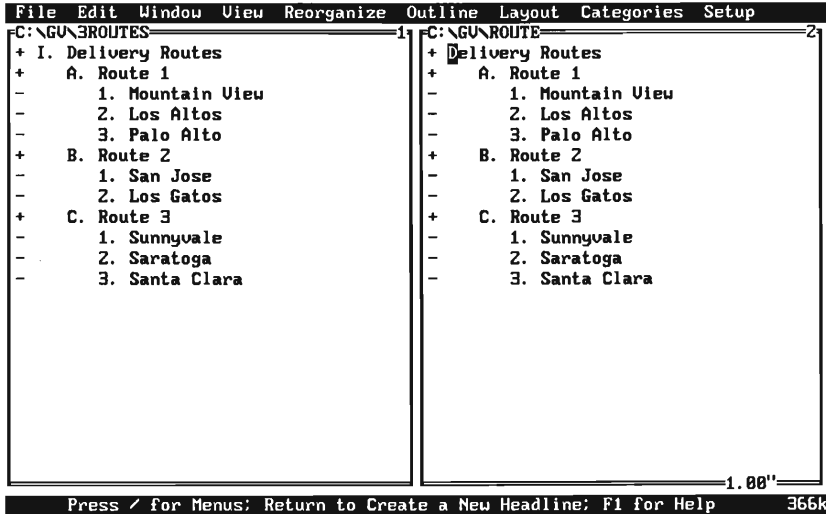 File Edit Window View Reorganize Outline Layout Categories Setup
C:\GV\3ROUTES 1
+ I. Delivery Routes
+ A. Route 1
- 1. Mountain View
- 2. Los Altos
- 3. Palo Alto
+ B. Route 2
- 1. San Jose
- 2. Los Gatos
+ C. Route 3
- 1. Sunnyvale
- 2. Saratoga
- 3. Santa Clara
C:\GV\ROUTE 2
+ Delivery Routes
+ A. Route 1
- 1. Mountain View
- 2. Los Altos
- 3. Palo Alto
+ B. Route 2
- 1. San Jose
- 2. Los Gatos
+ C. Route 3
- 1. Sunnyvale
- 2. Saratoga
- 3. Santa Clara
1.00"
Press / for Menus; Return to Create a New Headline; F1 for Help 366k